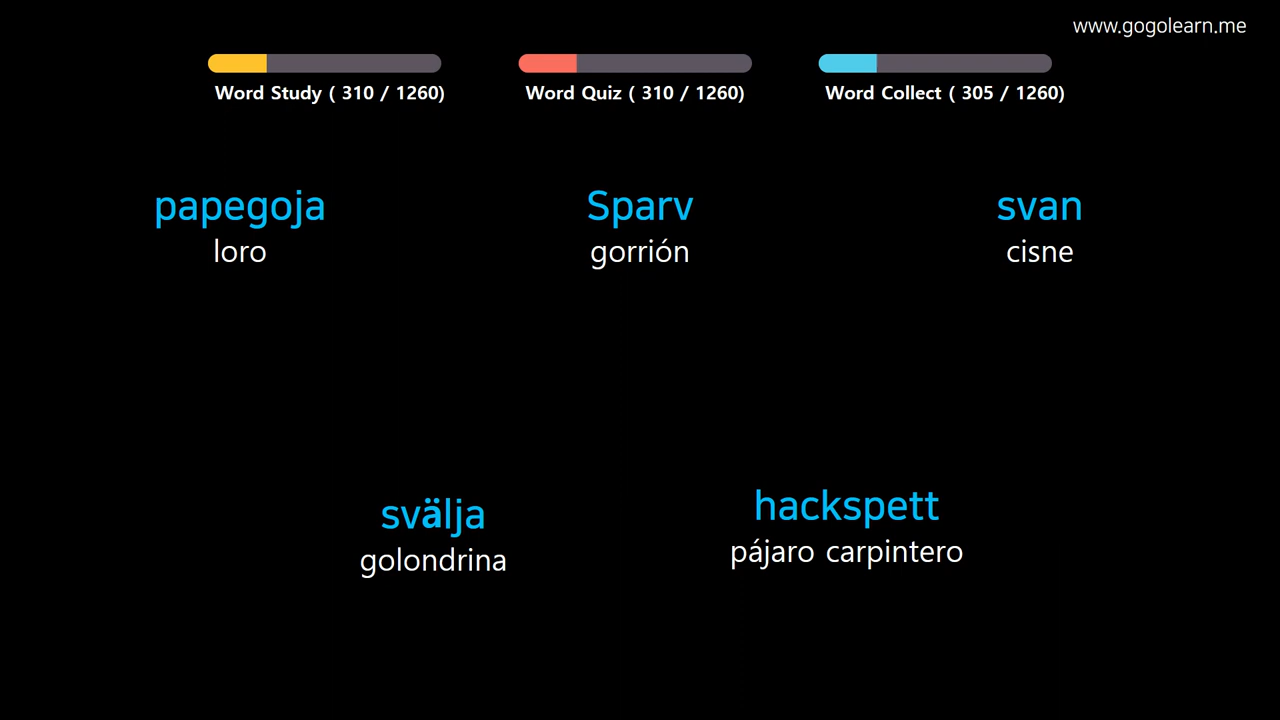 www.gogolearn.me
Word Study ( 310 / 1260)
Word Quiz ( 310 / 1260)
Word Collect ( 305 / 1260)
papegoja
loro
Sparv
gorrión
svan
cisne
svälja
golondrina
hackspett
pájaro carpintero